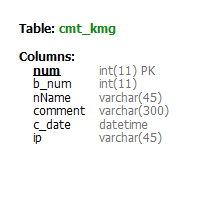 Table: cmt_kmg
Columns:
num int(11) PK
b_num int(11)
nName varchar(45)
comment varchar(300)
c_date datetime
ip varchar(45)